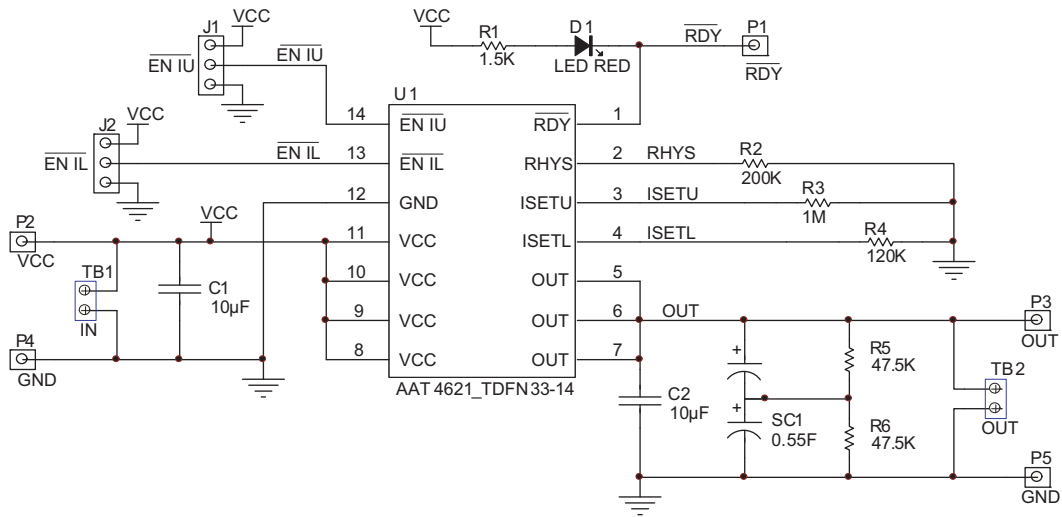 J1
VCC
EN IU
EN IU
J2
VCC
EN IL
EN IL
VCC
R1
1.5K
D1
LED RED
RDY
P1
RDY
U1
14
EN IU
RDY
1
13
EN IL
RHYS
2
RHYS
R2
200K
12
GND
ISETU
3
ISETU
R3
1M
11
VCC
ISETL
4
ISETL
R4
120K
10
VCC
OUT
5
9
VCC
OUT
6
OUT
8
VCC
OUT
7
AAT4621_TDFN33-14
P2
VCC
VCC
TB1
IN
C1
10µF
P4
GND
C2
10µF
+
+
SC1
0.55F
R5
47.5K
R6
47.5K
P3
OUT
TB2
OUT
P5
GND